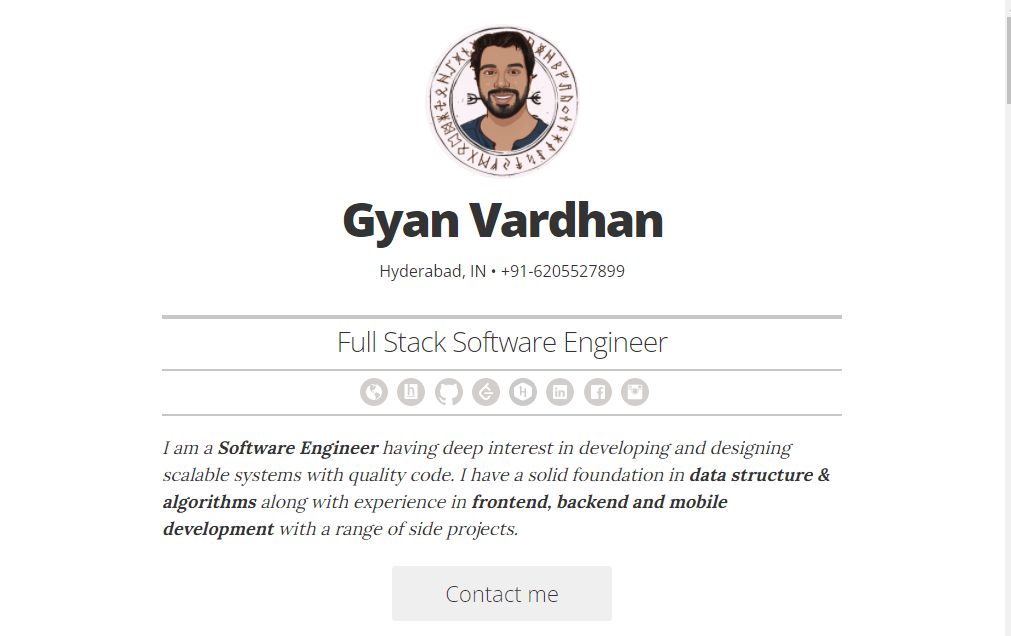 Gyan Vardhan
Hyderabad, IN • +91-6205527899
Full Stack Software Engineer
I am a Software Engineer having deep interest in developing and designing
scalable systems with quality code. I have a solid foundation in data structure &
algorithms along with experience in frontend, backend and mobile
development with a range of side projects.
Contact me